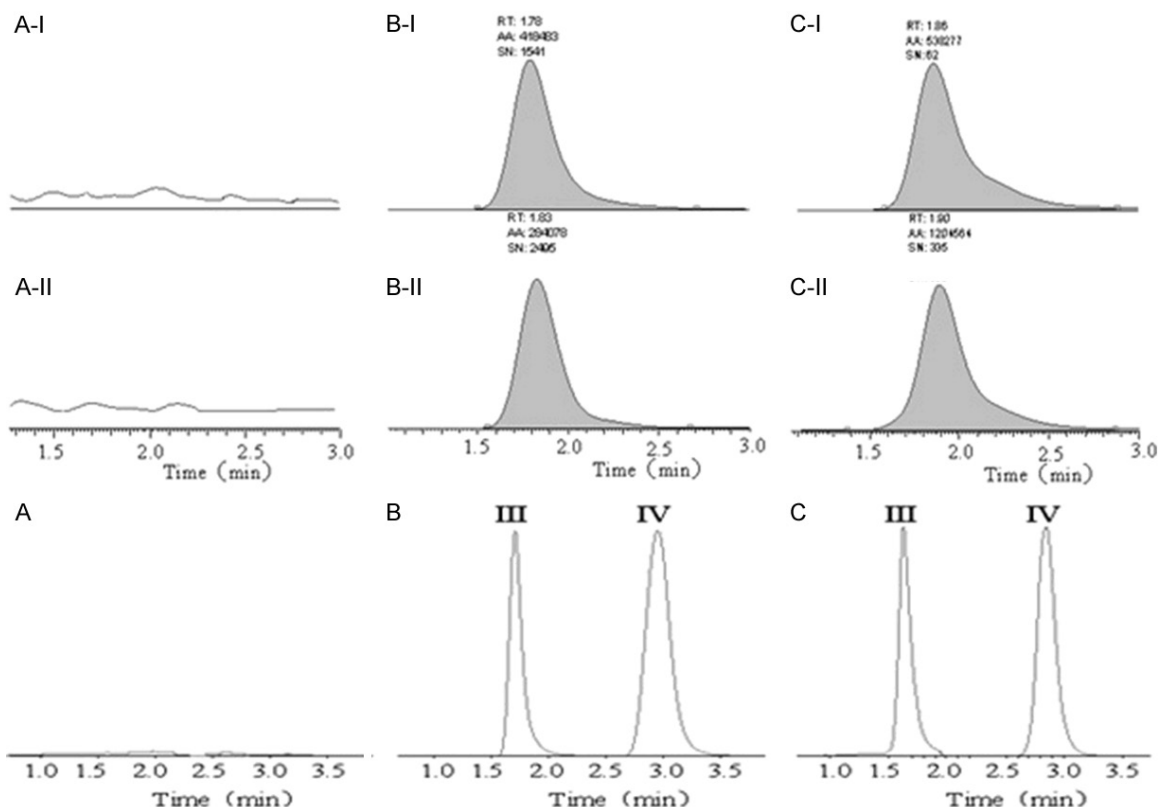 A-I
B-I
C-I
RT: 1.78
AA: 418483
SN: 1541
RT: 1.86
AA: 538277
SN: 62
A-II
B-II
C-II
RT: 1.83
AA: 284078
SN: 2495
RT: 1.90
AA: 1204564
SN: 335
1.5 2.0 2.5 3.0
Time (min)
1.5 2.0 2.5 3.0
Time (min)
1.5 2.0 2.5 3.0
Time (min)
A
B
C
III IV
III IV
1.0 1.5 2.0 2.5 3.0 3.5
Time (min)
1.0 1.5 2.0 2.5 3.0 3.5
Time (min)
1.0 1.5 2.0 2.5 3.0 3.5
Time (min)